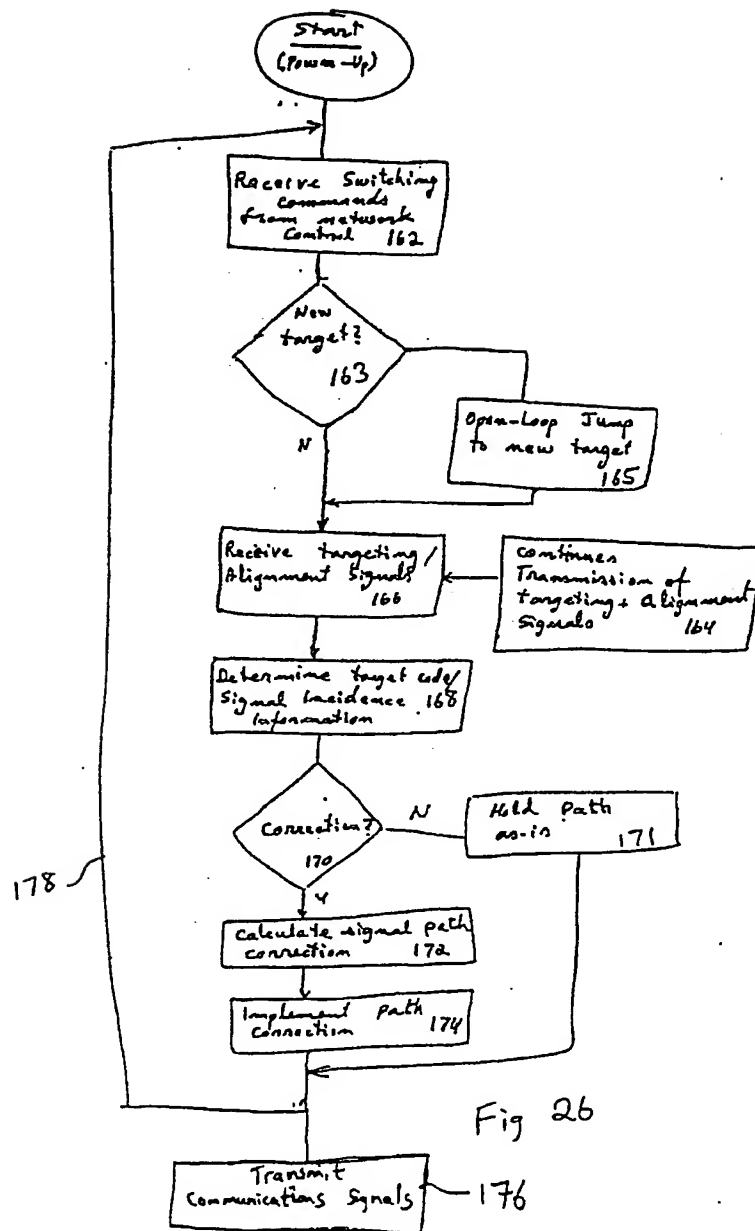 Start
(Power-Up)
Receive Switching
commands
from network
Control 162
New
target?
163
N
Open-Loop Jump
to new target
165
Receive targeting/
Alignment Signals
166
continues
Transmission of
targeting + Alignment
Signals 164
Determine target code/
Signal Incidence 168
Information
Correction?
170
N
Hold Path
as-is
171
Y
Calculate signal path
correction 172
Implement path
correction 174
178
Fig 26
Transmit
Communications Signals
176